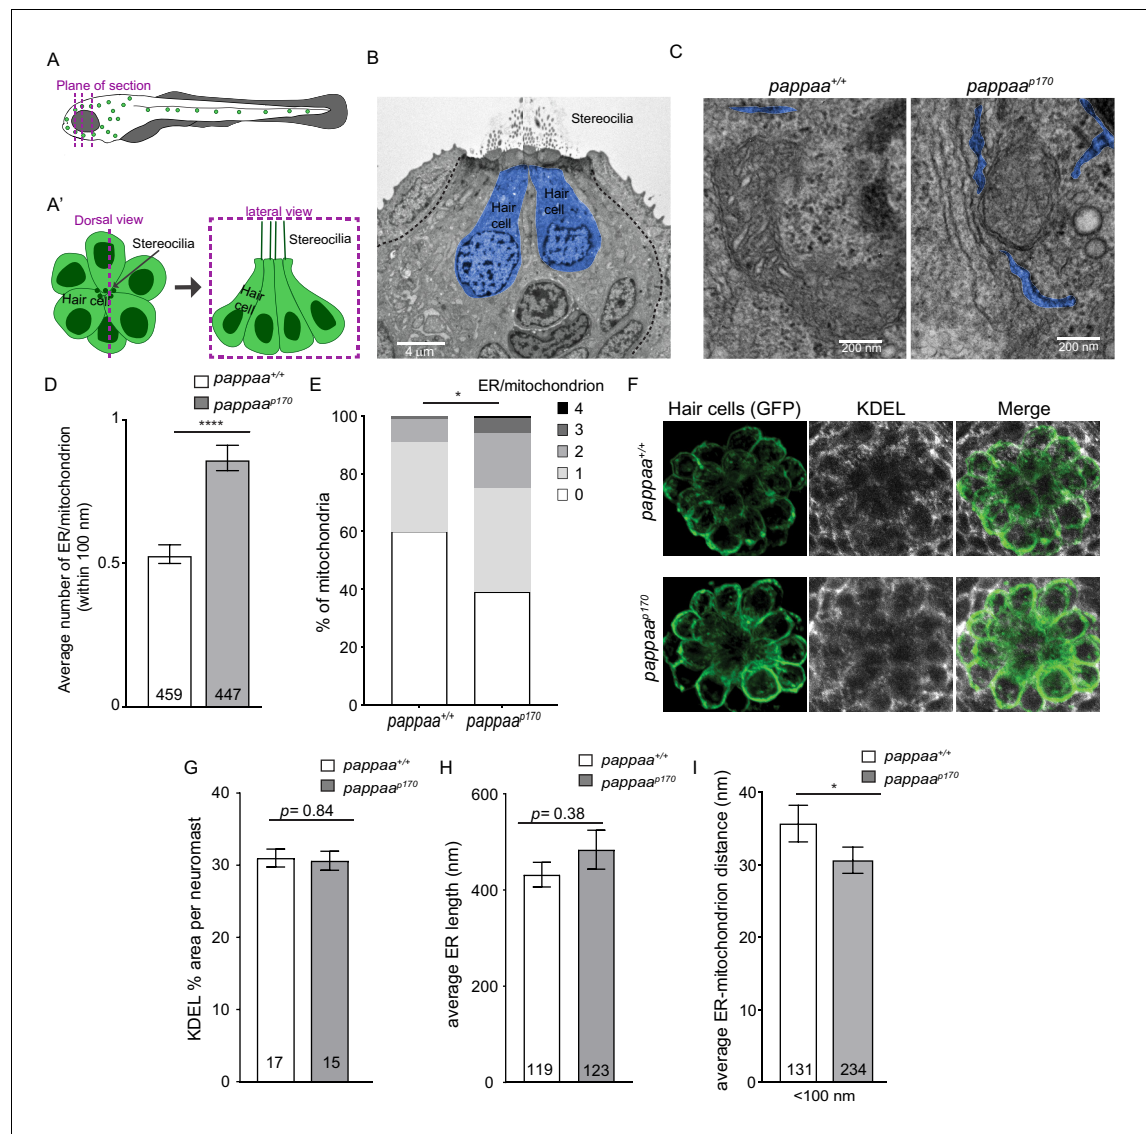 A
Plane of section
A'
Dorsal view
Stereocilia
Hair cell
lateral view
Stereocilia
Hair
cell
B
Stereocilia
Hair
cell
Hair
cell
4 µm
C
pappaa+/+
pappaap170
200 nm
200 nm
D
pappaa+/+
pappaap170
Average number of ER/mitochondrion
(within 100 nm)
1
0.5
0
****
459
447
E
ER/mitochondrion
*
4
3
2
1
0
% of mitochondria
100
80
60
40
20
0
pappaa+/+
pappaap170
F
Hair cells (GFP)
KDEL
Merge
pappaa+/+
pappaap170
G
pappaa+/+
pappaap170
KDEL % area per neuromast
40
30
20
10
0
p= 0.84
17
15
H
pappaa+/+
pappaap170
average ER length (nm)
600
400
200
0
p= 0.38
119
123
I
pappaa+/+
pappaap170
average ER-mitochondrion distance (nm)
40
30
20
10
0
*
131
234
<100 nm